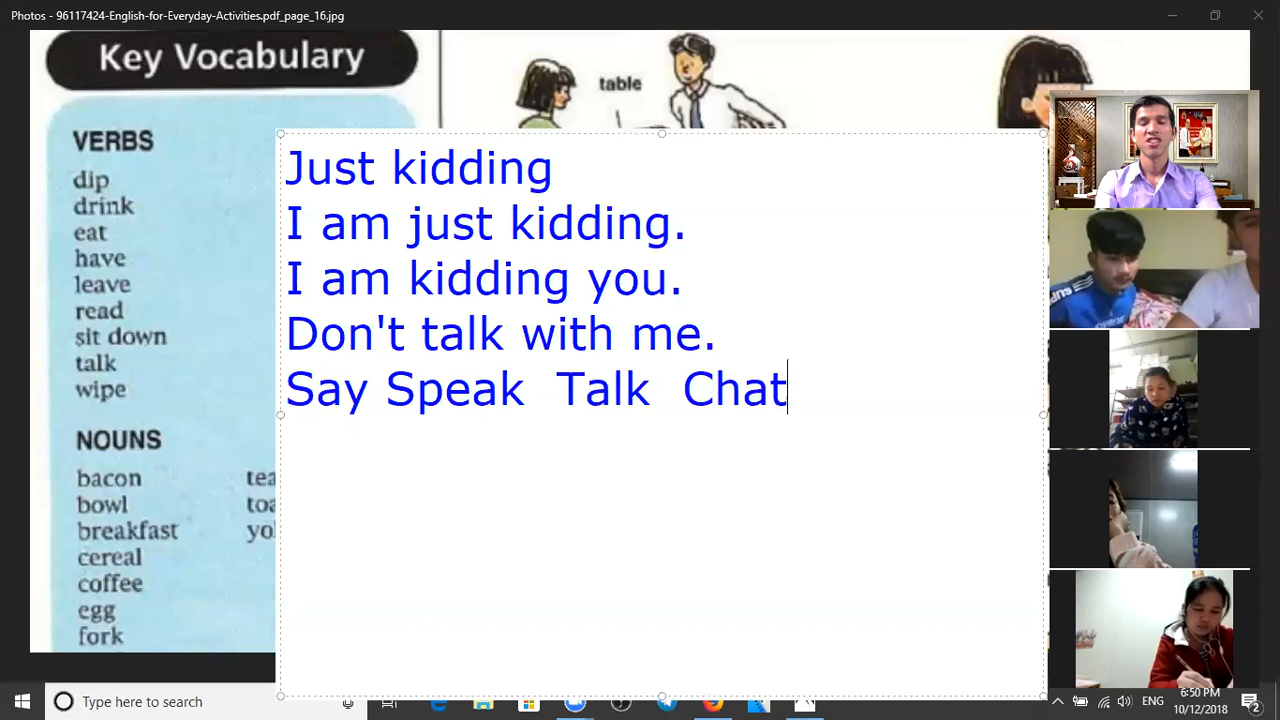 Photos - 96117424-English-for-Everyday-Activities.pdf_page_16.jpg
Key Vocabulary
VERBS
dip
drink
eat
have
leave
read
sit down
talk
wipe
NOUNS
bacon
bowl
breakfast
cereal
coffee
egg
fork
tea
table
Just kidding
I am just kidding.
I am kidding you.
Don't talk with me.
Say Speak  Talk  Chat
Type here to search
ENG
6:50 PM
10/12/2018
2